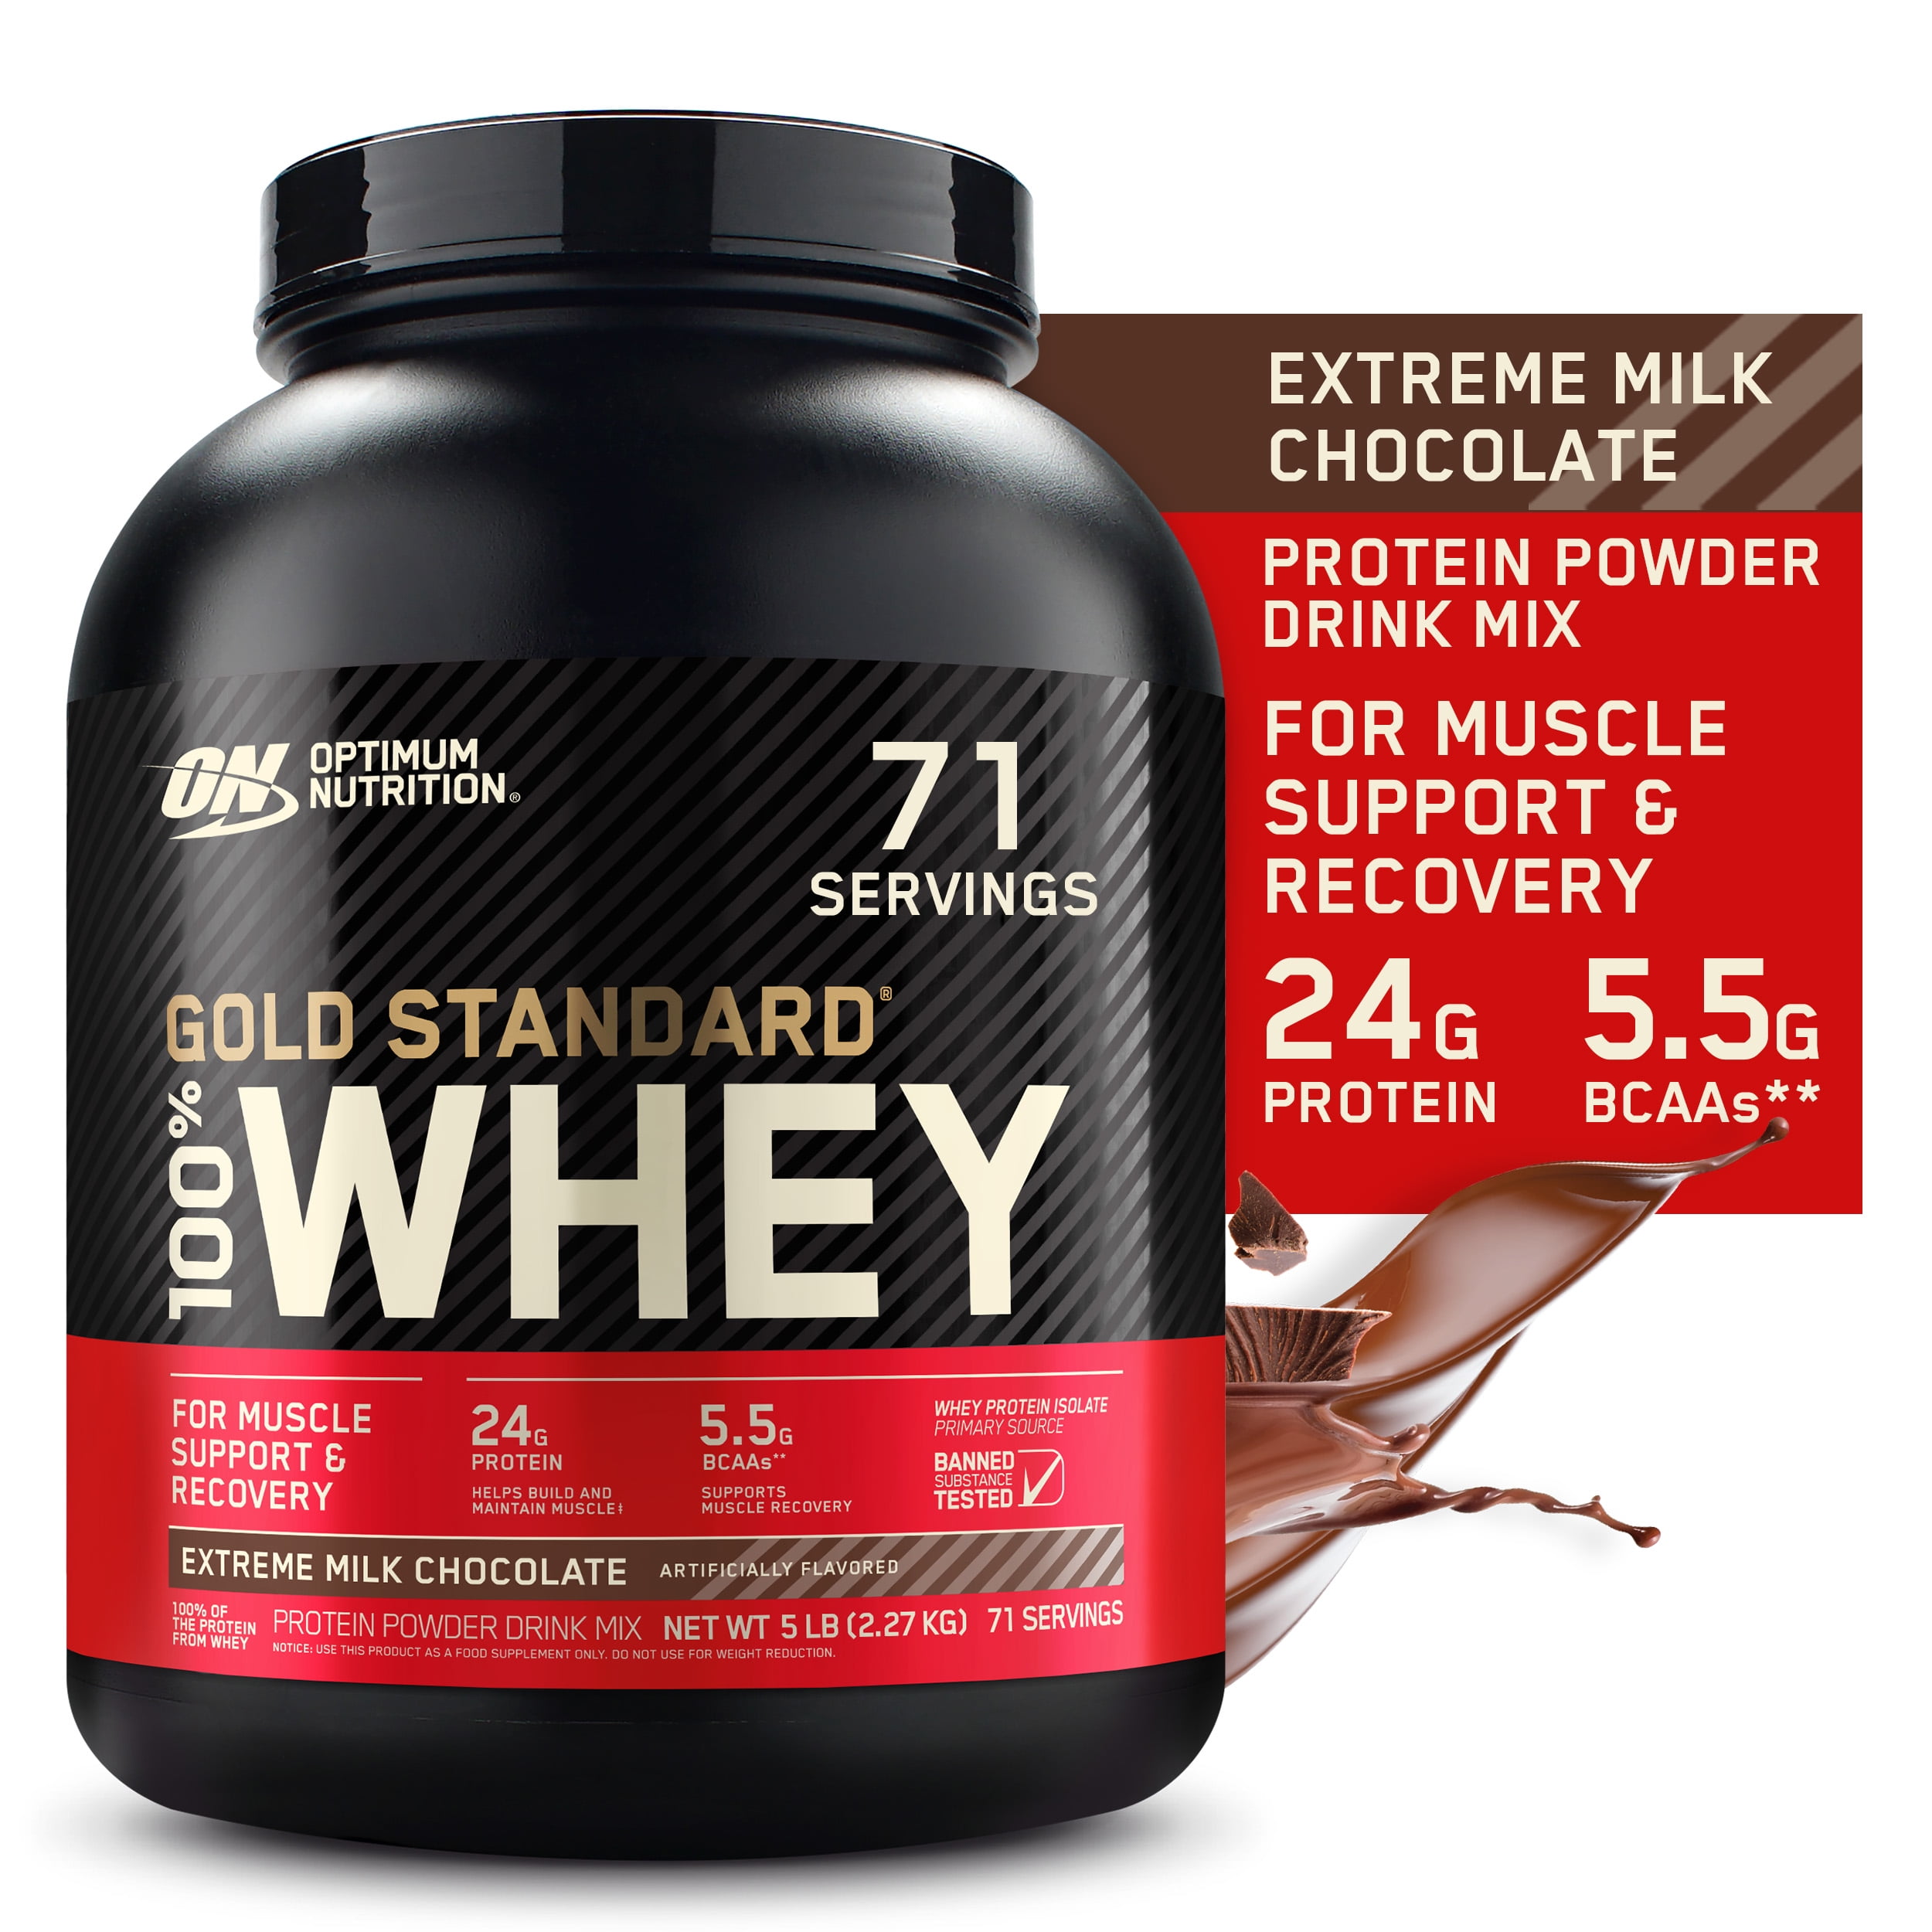 ON OPTIMUM
NUTRITION®
71
SERVINGS
GOLD STANDARD®
100% WHEY
FOR MUSCLE
SUPPORT &
RECOVERY
24G
PROTEIN
HELPS BUILD AND
MAINTAIN MUSCLE‡
5.5G
BCAAs**
SUPPORTS
MUSCLE RECOVERY
WHEY PROTEIN ISOLATE
PRIMARY SOURCE
BANNED
SUBSTANCE
TESTED
EXTREME MILK CHOCOLATE ARTIFICIALLY FLAVORED
100% OF
THE PROTEIN
FROM WHEY
PROTEIN POWDER DRINK MIX NET WT 5 LB (2.27 KG) 71 SERVINGS
NOTICE: USE THIS PRODUCT AS A FOOD SUPPLEMENT ONLY. DO NOT USE FOR WEIGHT REDUCTION.
EXTREME MILK
CHOCOLATE
PROTEIN POWDER
DRINK MIX
FOR MUSCLE
SUPPORT &
RECOVERY
24G
PROTEIN
5.5G
BCAAs**